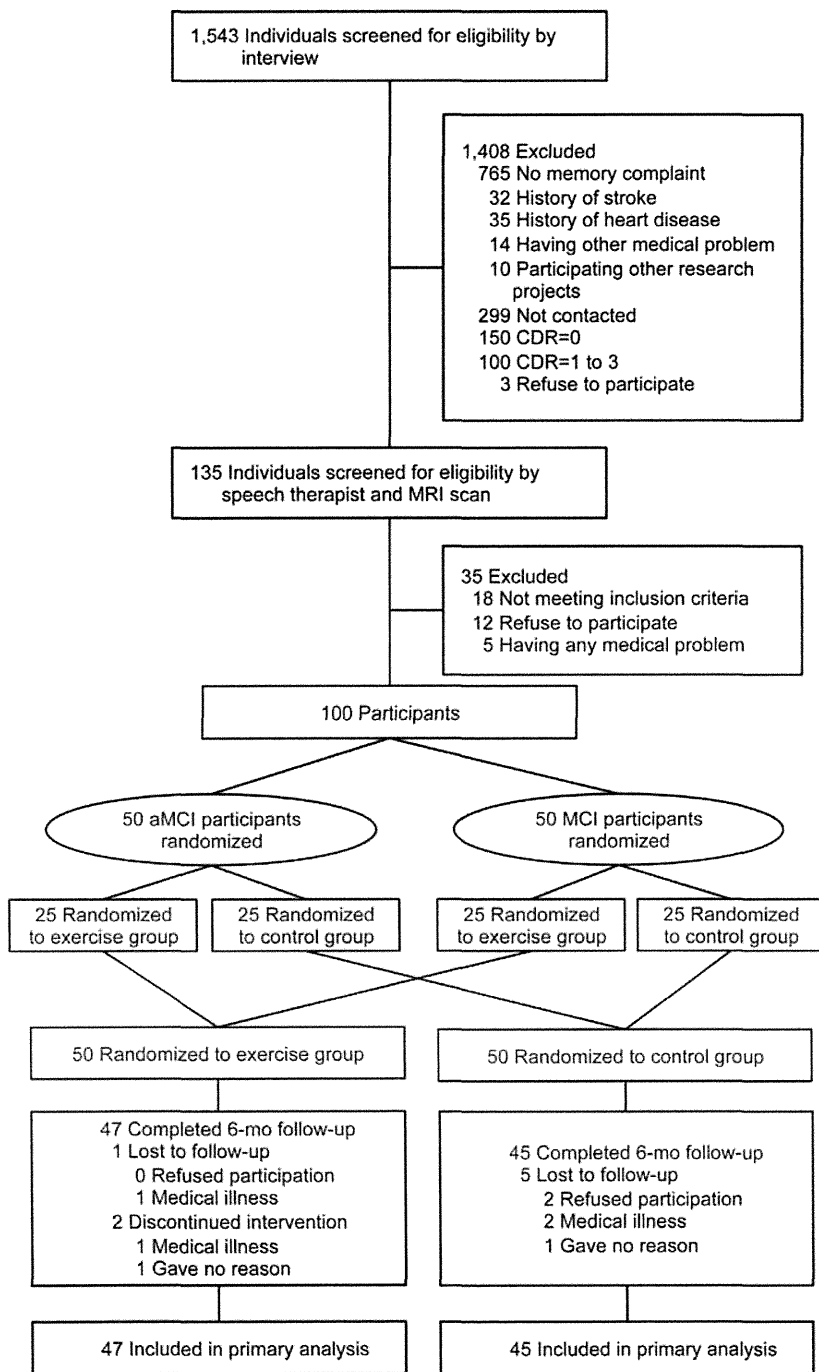 1,543 Individuals screened for eligibility by
interview
1,408 Excluded
765 No memory complaint
32 History of stroke
35 History of heart disease
14 Having other medical problem
10 Participating other research
projects
299 Not contacted
150 CDR=0
100 CDR=1 to 3
3 Refuse to participate
135 Individuals screened for eligibility by
speech therapist and MRI scan
35 Excluded
18 Not meeting inclusion criteria
12 Refuse to participate
5 Having any medical problem
100 Participants
50 aMCI participants
randomized
50 MCI participants
randomized
25 Randomized
to exercise group
25 Randomized
to control group
25 Randomized
to exercise group
25 Randomized
to control group
50 Randomized to exercise group
50 Randomized to control group
47 Completed 6-mo follow-up
1 Lost to follow-up
0 Refused participation
1 Medical illness
2 Discontinued intervention
1 Medical illness
1 Gave no reason
45 Completed 6-mo follow-up
5 Lost to follow-up
2 Refused participation
2 Medical illness
1 Gave no reason
47 Included in primary analysis
45 Included in primary analysis